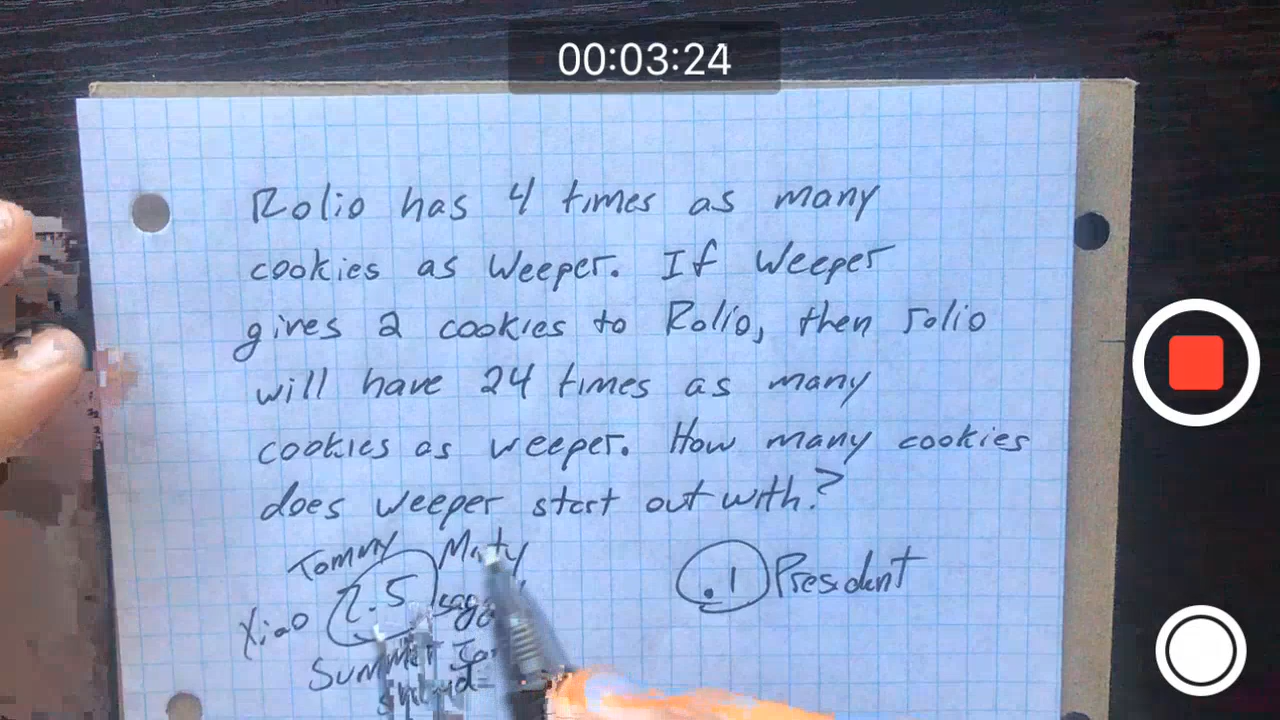 00:03:24
Rolio has 4 times as many
cookies as Weeper. If Weeper
gives 2 cookies to Rolio, then rolio
will have 24 times as many
cookies as weeper. How many cookies
does weeper start out with?
Tommy Misty
.1 President
2.5
Xiao
Summer